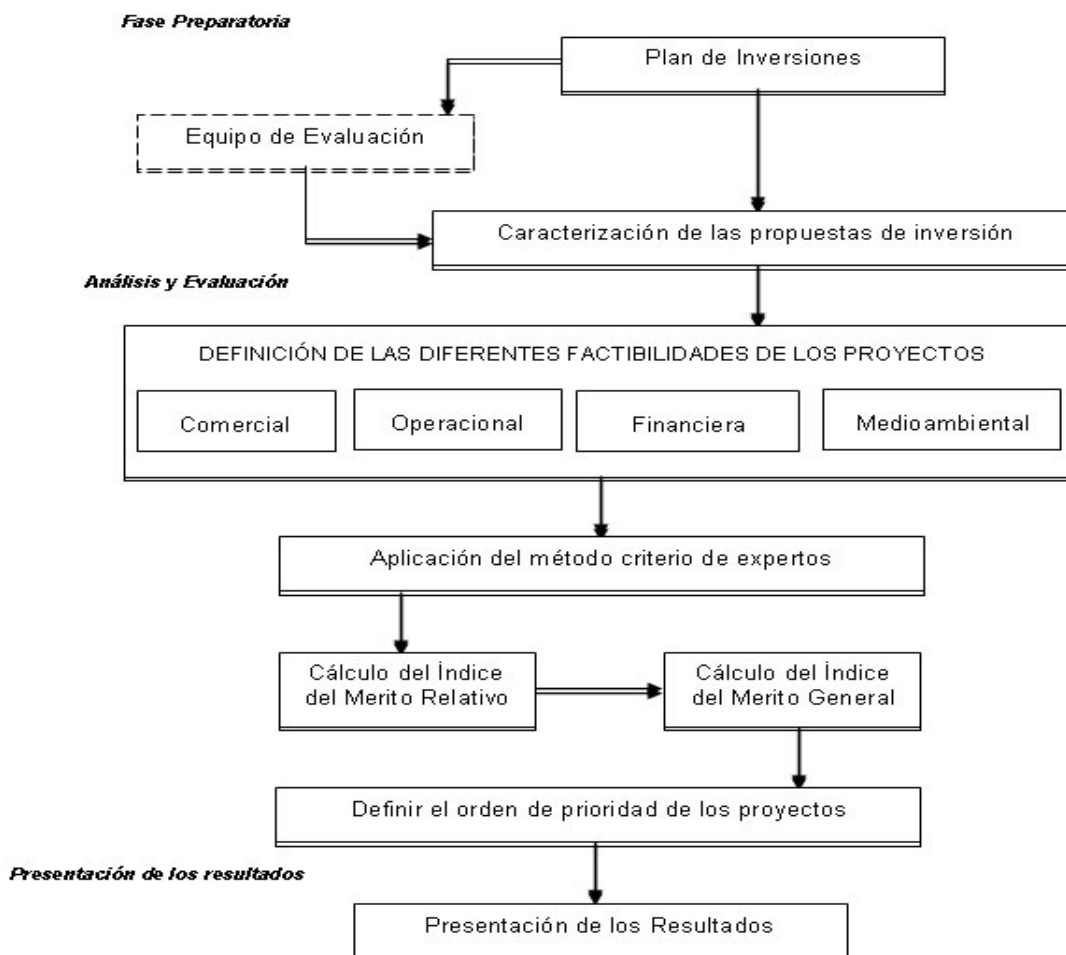 Fase Preparatoria
Plan de Inversiones
Equipo de Evaluación
Caracterización de las propuestas de inversión
Análisis y Evaluación
DEFINICIÓN DE LAS DIFERENTES FACTIBILIDADES DE LOS PROYECTOS
Comercial
Operacional
Financiera
Medioambiental
Aplicación del método criterio de expertos
Cálculo del Índice
del Merito Relativo
Cálculo del Índice
del Merito General
Definir el orden de prioridad de los proyectos
Presentación de los resultados
Presentación de los Resultados